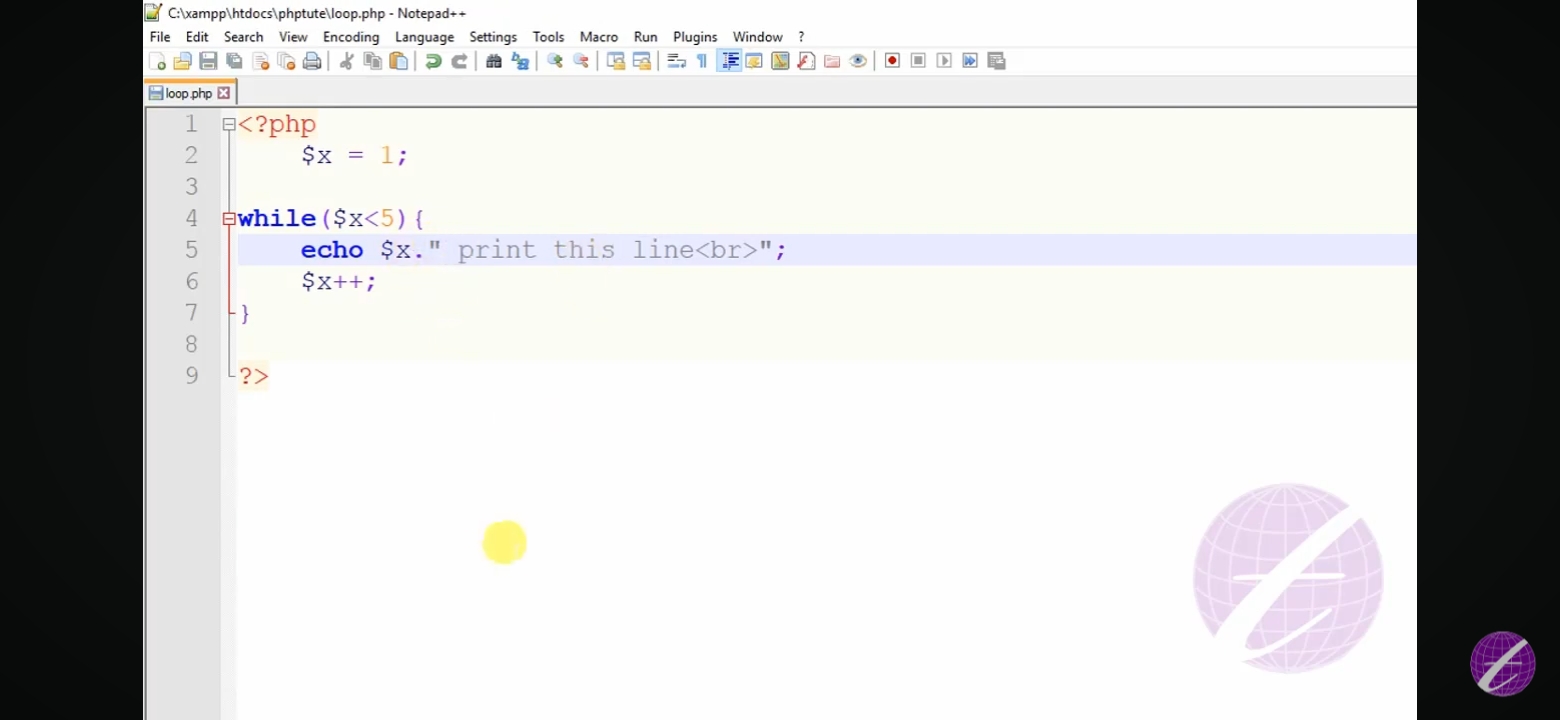 C:\xampp\htdocs\phptute\loop.php - Notepad++
File Edit Search View Encoding Language Settings Tools Macro Run Plugins Window ?
loop.php
1 <?php
2 $x = 1;
3
4 while($x<5){
5 echo $x." print this line<br>";
6 $x++;
7 }
8
9 ?>